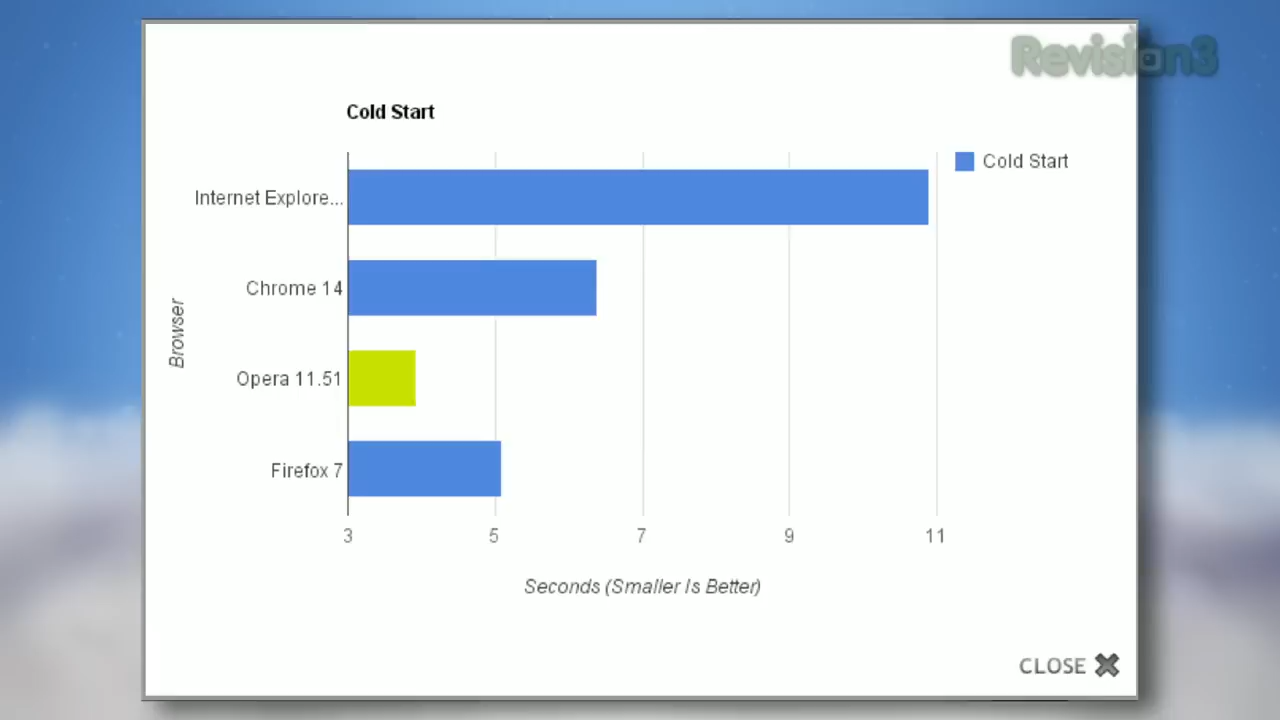 Revision3
Cold Start
Cold Start
Internet Explore...
Chrome 14
Opera 11.51
Firefox 7
Browser
3 5 7 9 11
Seconds (Smaller Is Better)
CLOSE